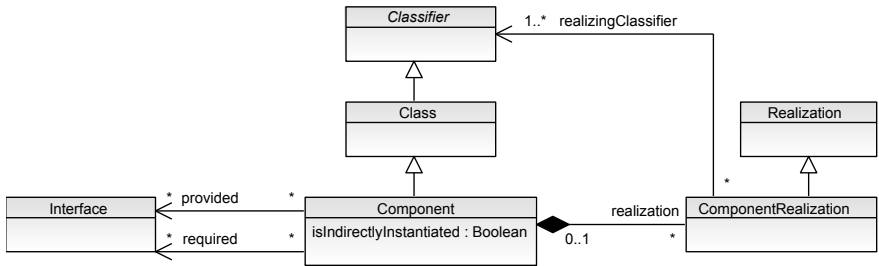 Classifier
1..* realizingClassifier
Class
Realization
*
* provided *
Interface
Component
realization
ComponentRealization
isIndirectlyInstantiated : Boolean
* required *
0..1
*